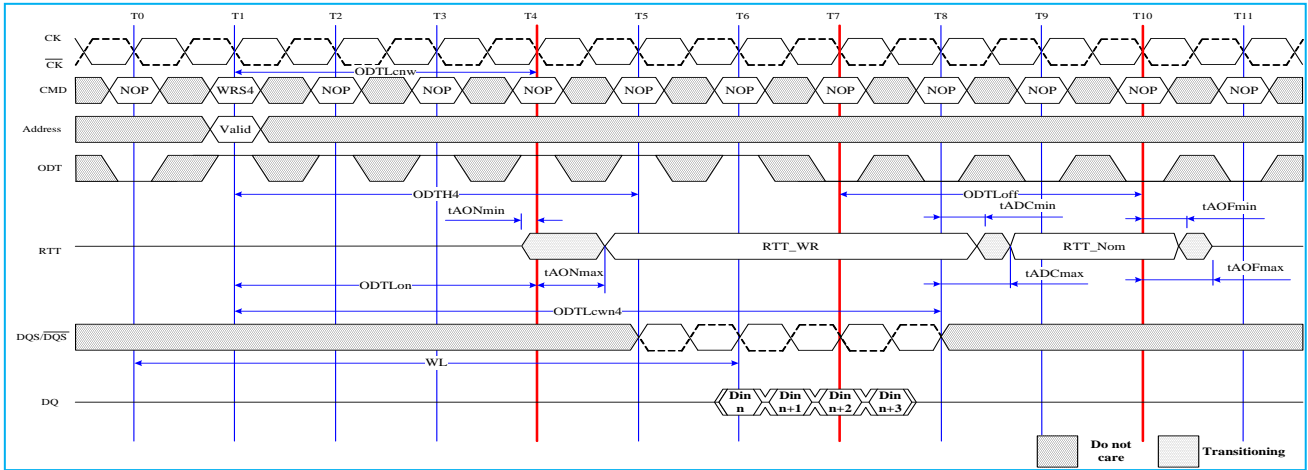 T0 T1 T2 T3 T4 T5 T6 T7 T8 T9 T10 T11
CK
CK
ODTLcnw
CMD NOP WRS4 NOP NOP NOP NOP NOP NOP NOP NOP NOP NOP
Address Valid
ODT
ODTH4 ODTLoff
tAONmin tADCmin tAOFmin
RTT RTT_WR RTT_Nom
tAONmax tADCmax tAOFmax
ODTLon
ODTLcwn4
DQS/DQS
WL
DQ Din n Din n+1 Din n+2 Din n+3
Do not care
Transitioning